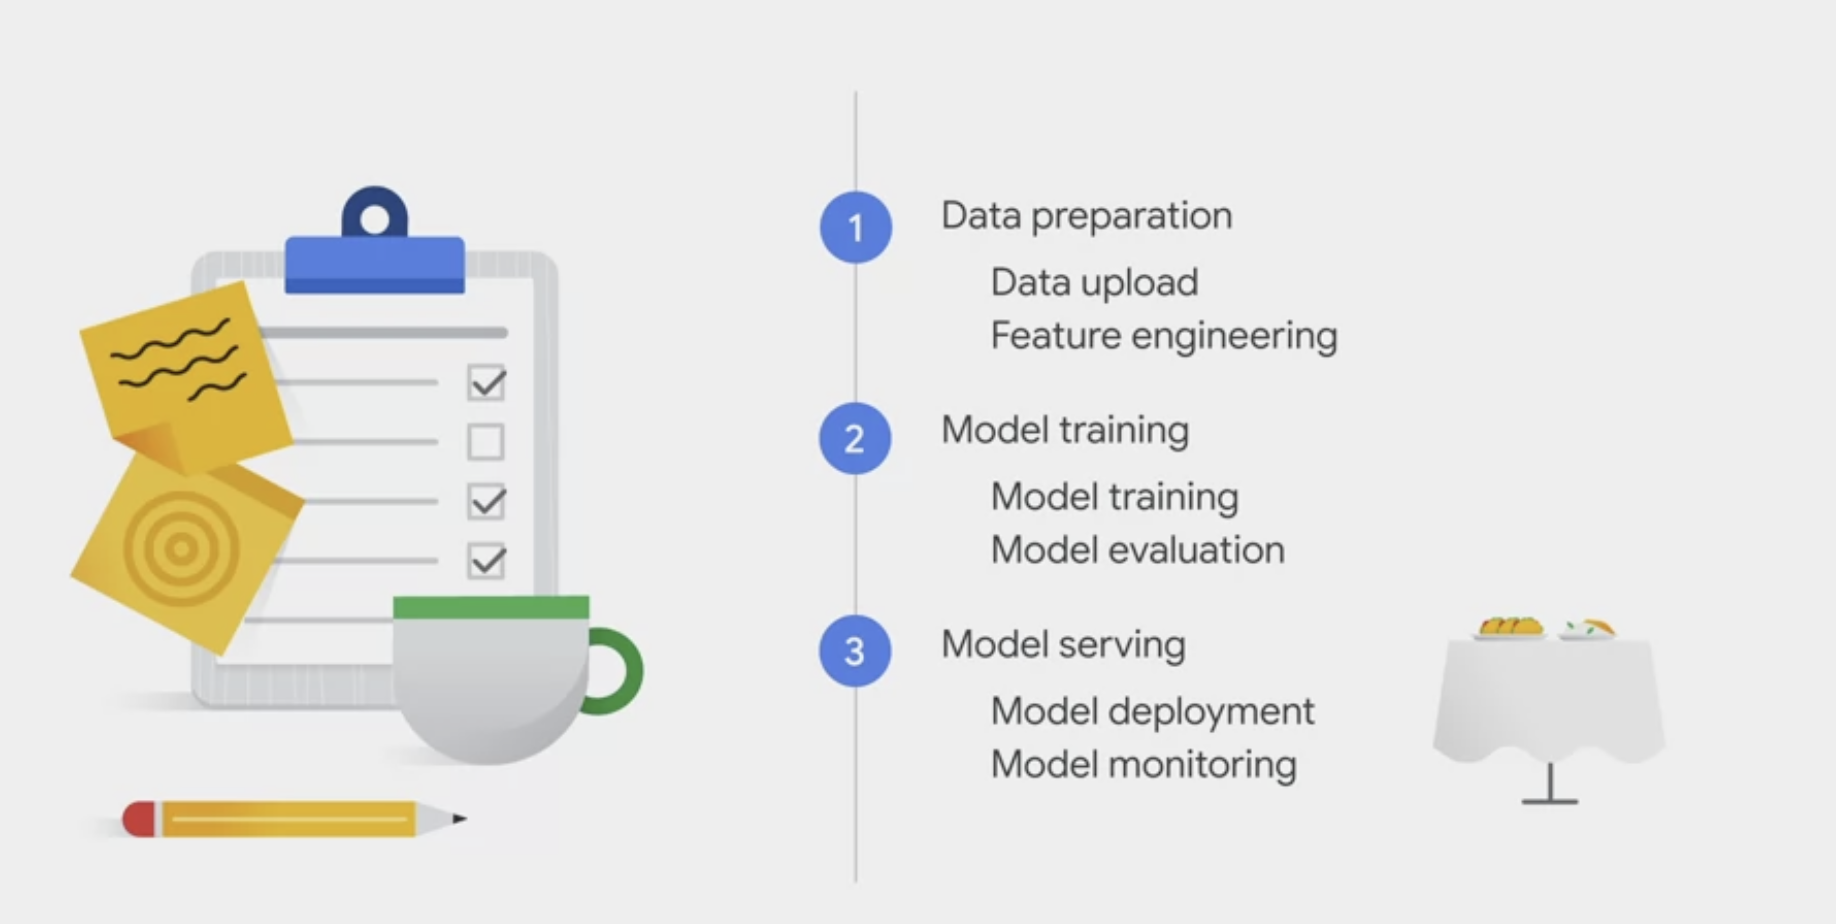 1
Data preparation
Data upload
Feature engineering
2
Model training
Model training
Model evaluation
3
Model serving
Model deployment
Model monitoring